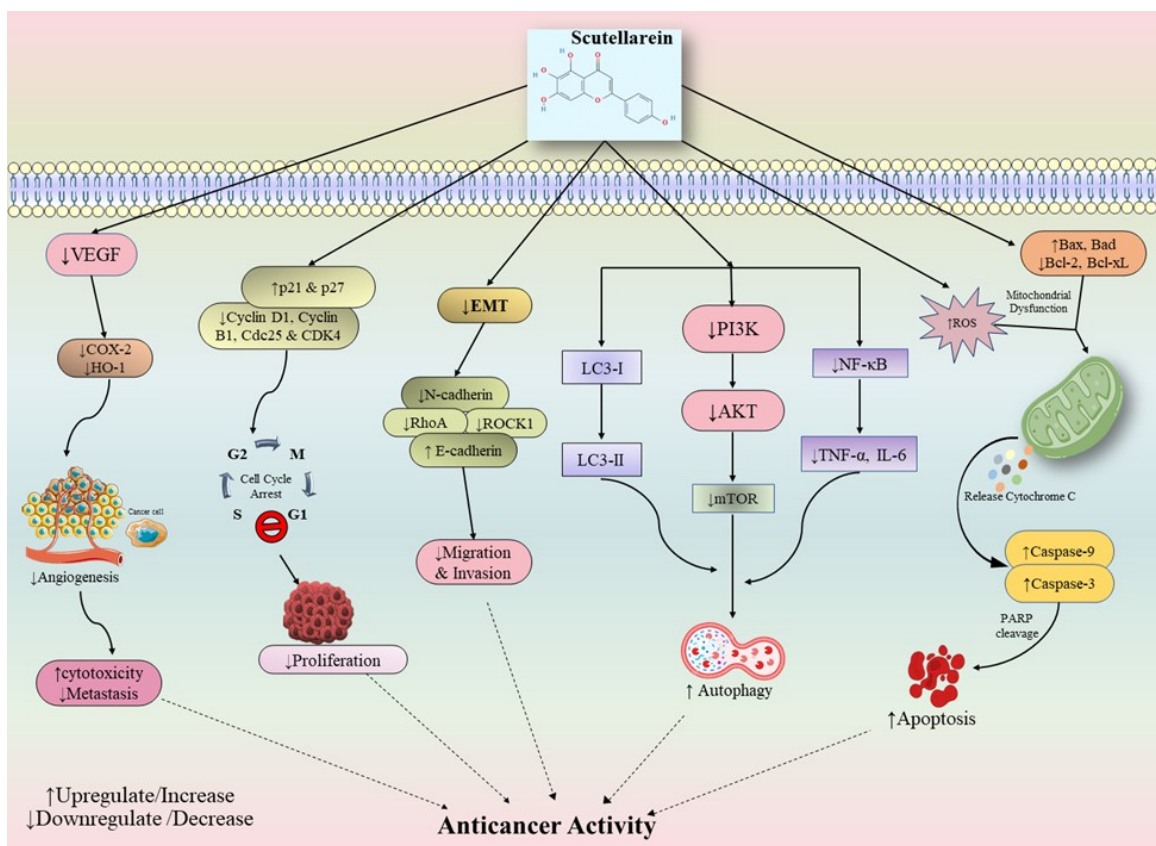 Scutellarein
OH
O
H
O
H
O
O
H
O
O
H
↓VEGF
↓COX-2
↓HO-1
Cancer cell
↓Angiogenesis
↑cytotoxicity
↓Metastasis
↑p21 & p27
↓Cyclin D1, Cyclin
B1, Cdc25 & CDK4
G2
M
Cell Cycle
Arrest
S
G1
↓Proliferation
↓EMT
↓N-cadherin
↓RhoA
↓ROCK1
↑ E-cadherin
↓Migration
& Invasion
LC3-I
LC3-II
↓PI3K
↓AKT
↓mTOR
↓NF-κB
↓TNF-α, IL-6
↑ Autophagy
↑ROS
↑Bax, Bad
↓Bcl-2, Bcl-xL
Mitochondrial
Dysfunction
Release Cytochrome C
↑Caspase-9
↑Caspase-3
PARP
cleavage
↑Apoptosis
↑Upregulate/Increase
↓Downregulate /Decrease
Anticancer Activity